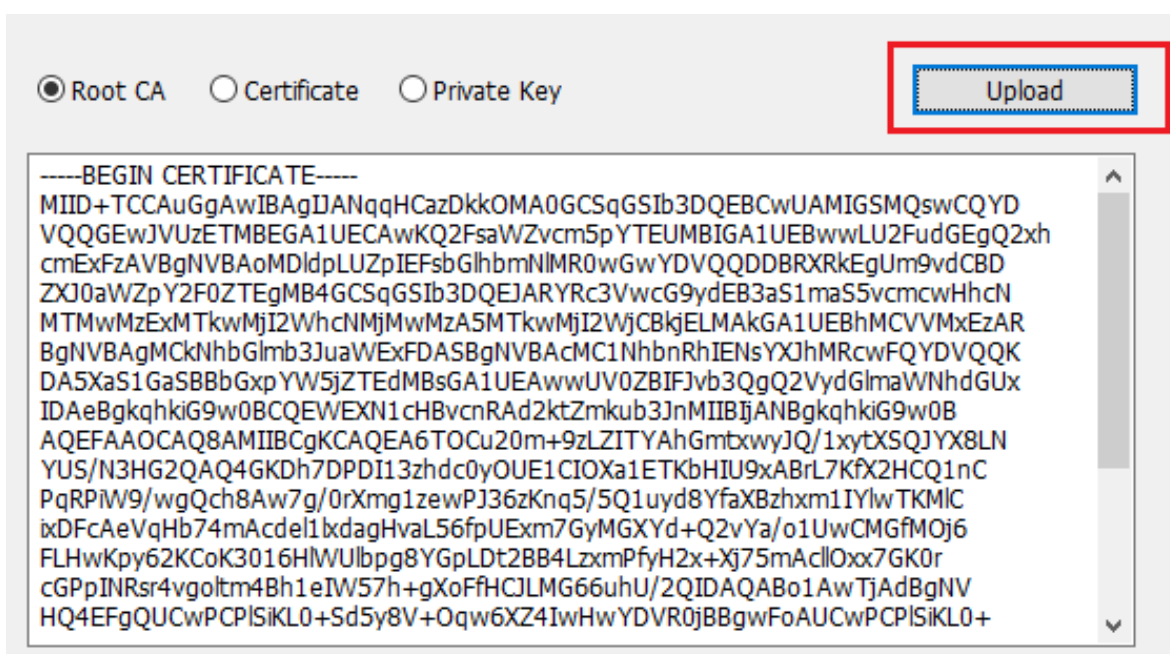 Root CA Certificate Private Key Upload
-----BEGIN CERTIFICATE-----
MIID+TCCAuGgAwIBAgIJANqqHCazDkkOMA0GCSqGSIb3DQEBCwUAMIGSMQswCQYD
VQQGEwJVUzETMBEGA1UECAwKQ2FsaWZvcm5pYTEUMBIGA1UEBwwLU2FudGEgQ2xh
cmExFzAVBgNVBAoMDldpLUZpIEFsbGlhbmNlMR0wGwYDVQQDDBRXRkEgUm9vdCBD
ZXJ0aWZpY2F0ZTEgMB4GCSqGSIb3DQEJARYRc3VwcG9ydEB3aS1maS5vcmcwHhcN
MTMwMzExMTkwMjI2WhcNMjMwMzA5MTkwMjI2WjCBkjELMAkGA1UEBhMCVVMxEzAR
BgNVBAgMCkNhbGlmb3JuaWExFDASBgNVBAcMC1NhbnRhIENsYXJhMRcwFQYDVQQK
DA5XaS1GaSBBbGxpYW5jZTEdMBsGA1UEAwwUV0ZBIFJvb3QgQ2VydGlmaWNhdGUx
IDAeBgkqhkiG9w0BCQEWEXN1cHBvcnRAd2ktZmkub3JnMIIBIjANBgkqhkiG9w0B
AQEFAAOCAQ8AMIIBCgKCAQEA6TOCu20m+9zLZITYAhGmtxwyJQ/1xytXSQJYX8LN
YUS/N3HG2QAQ4GKDh7DPDI13zhdc0yOUE1CIOXa1ETKbHIU9xABrL7KfX2HCQ1nC
PqRPiW9/wgQch8Aw7g/0rXmg1zewPJ36zKnq5/5Q1uyd8YfaXBzhxm1IYlwTKMlC
ixDFcAeVqHb74mAcdel1lxdagHvaL56fpUExm7GyMGXYd+Q2vYa/o1UwCMGfMOj6
FLHwKpy62KCoK3016HlWUlbpg8YGpLDt2BB4LzxmPfyH2x+Xj75mAcllOxx7GK0r
cGPpINRsr4vgoltm4Bh1eIW57h+gXoFfHCJLMG66uhU/2QIDAQABo1AwTjAdBgNV
HQ4EFgQUCwPCPlSiKL0+Sd5y8V+Oqw6XZ4IwHwYDVR0jBBgwFoAUCwPCPlSiKL0+